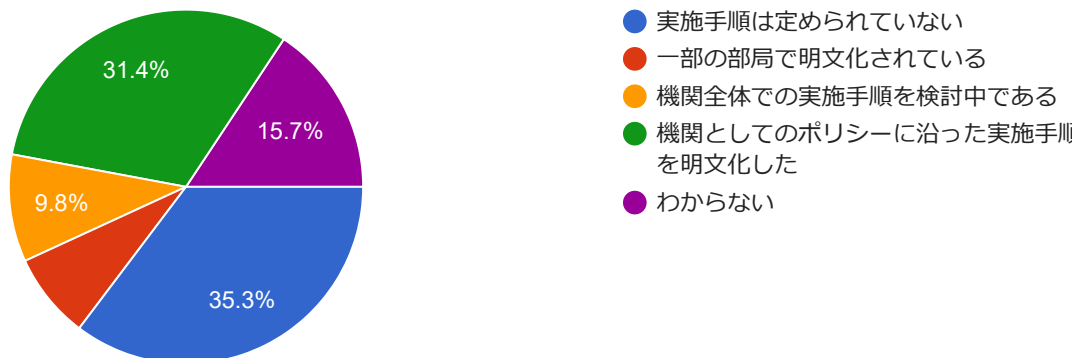 31.4%
15.7%
9.8%
35.3%
実施手順は定められていない
一部の部局で明文化されている
機関全体での実施手順を検討中である
機関としてのポリシーに沿った実施手順
を明文化した
わからない